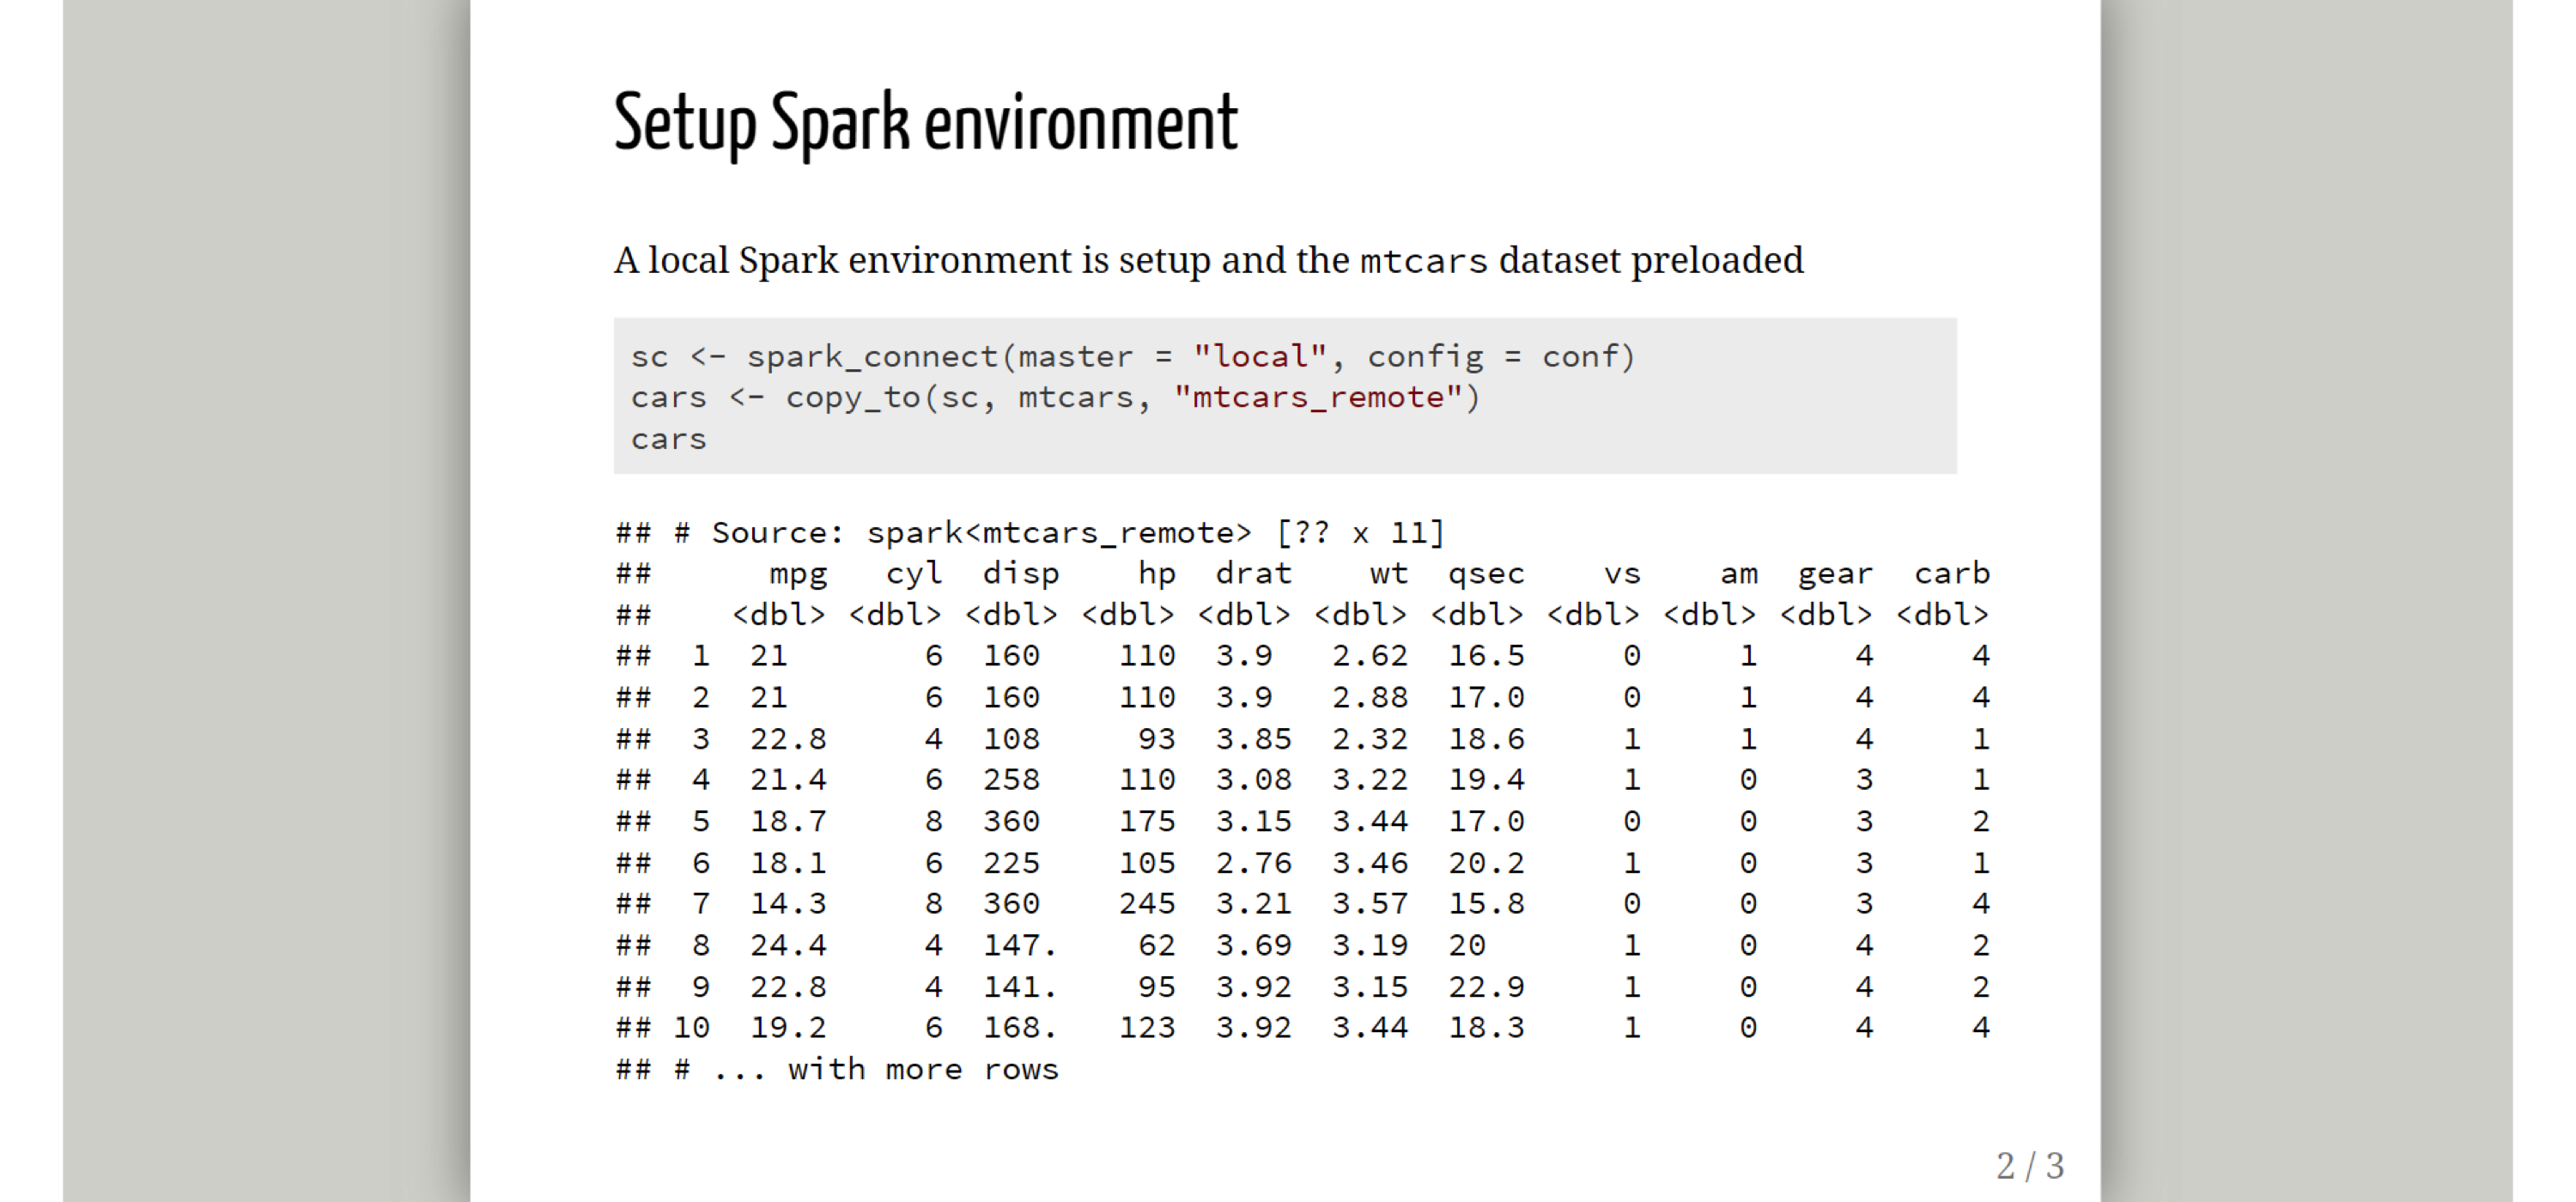 Setup Spark environment
A local Spark environment is setup and the mtcars dataset preloaded
sc <- spark_connect(master = "local", config = conf)
cars <- copy_to(sc, mtcars, "mtcars_remote")
cars
## # Source: spark<mtcars_remote> [?? x 11]
##      mpg   cyl  disp    hp  drat    wt  qsec    vs    am  gear  carb
##    <dbl> <dbl> <dbl> <dbl> <dbl> <dbl> <dbl> <dbl> <dbl> <dbl> <dbl>
##  1  21       6  160    110  3.9   2.62  16.5     0     1     4     4
##  2  21       6  160    110  3.9   2.88  17.0     0     1     4     4
##  3  22.8     4  108     93  3.85  2.32  18.6     1     1     4     1
##  4  21.4     6  258    110  3.08  3.22  19.4     1     0     3     1
##  5  18.7     8  360    175  3.15  3.44  17.0     0     0     3     2
##  6  18.1     6  225    105  2.76  3.46  20.2     1     0     3     1
##  7  14.3     8  360    245  3.21  3.57  15.8     0     0     3     4
##  8  24.4     4  147.    62  3.69  3.19  20       1     0     4     2
##  9  22.8     4  141.    95  3.92  3.15  22.9     1     0     4     2
## 10  19.2     6  168.   123  3.92  3.44  18.3     1     0     4     4
## # ... with more rows
2 / 3